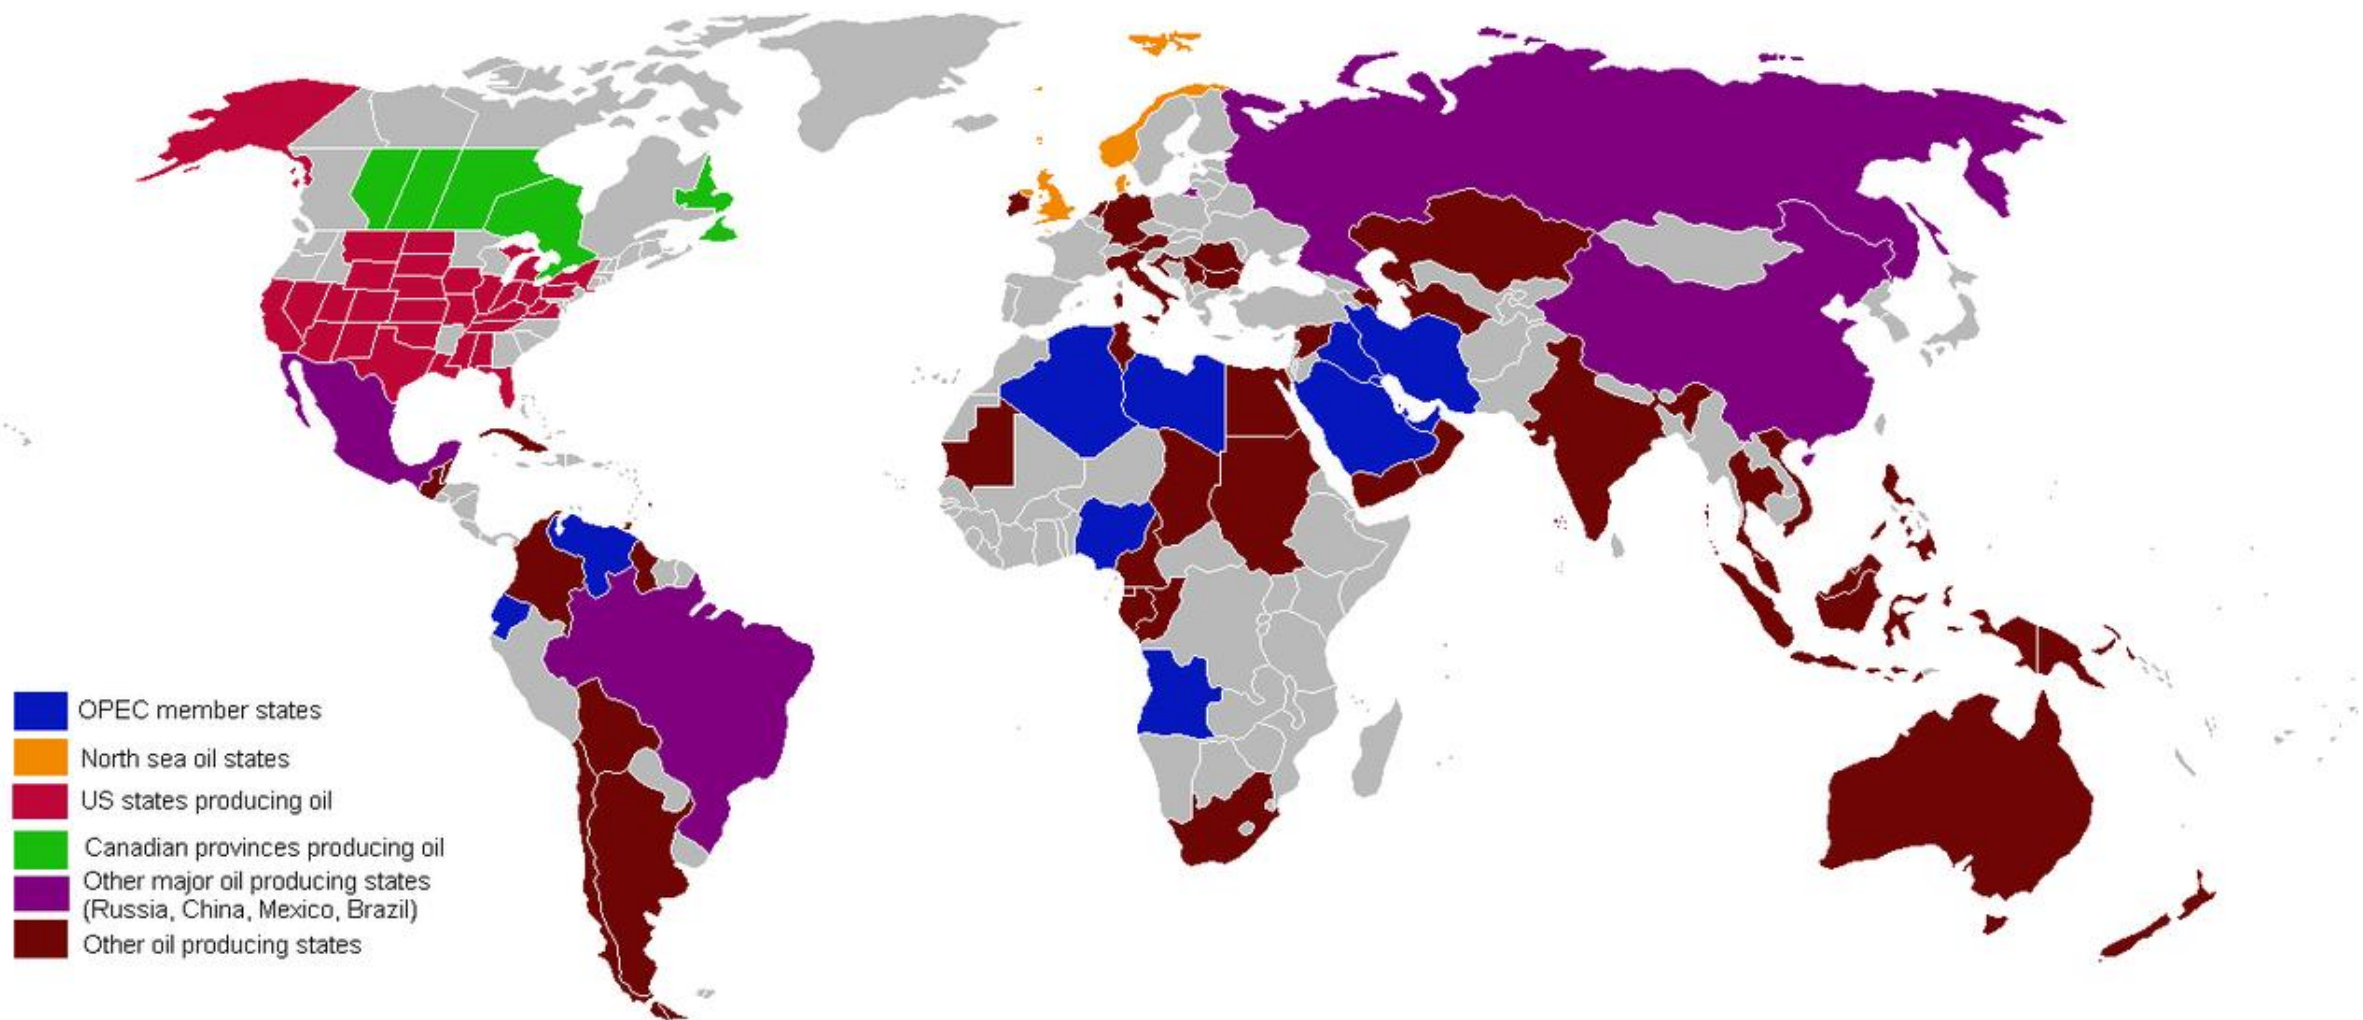 OPEC member states
North sea oil states
US states producing oil
Canadian provinces producing oil
Other major oil producing states
(Russia, China, Mexico, Brazil)
Other oil producing states